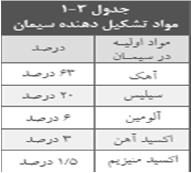 جدول ۳-۱
مواد تشکیل دهنده سیمان
مواد اولیه در سیمان درصد
آهک ۶۳ درصد
سیلیس ۲۰ درصد
آلومین ۶ درصد
اکسید آهن ۳ درصد
اکسید منیزیم ۱/۵ درصد